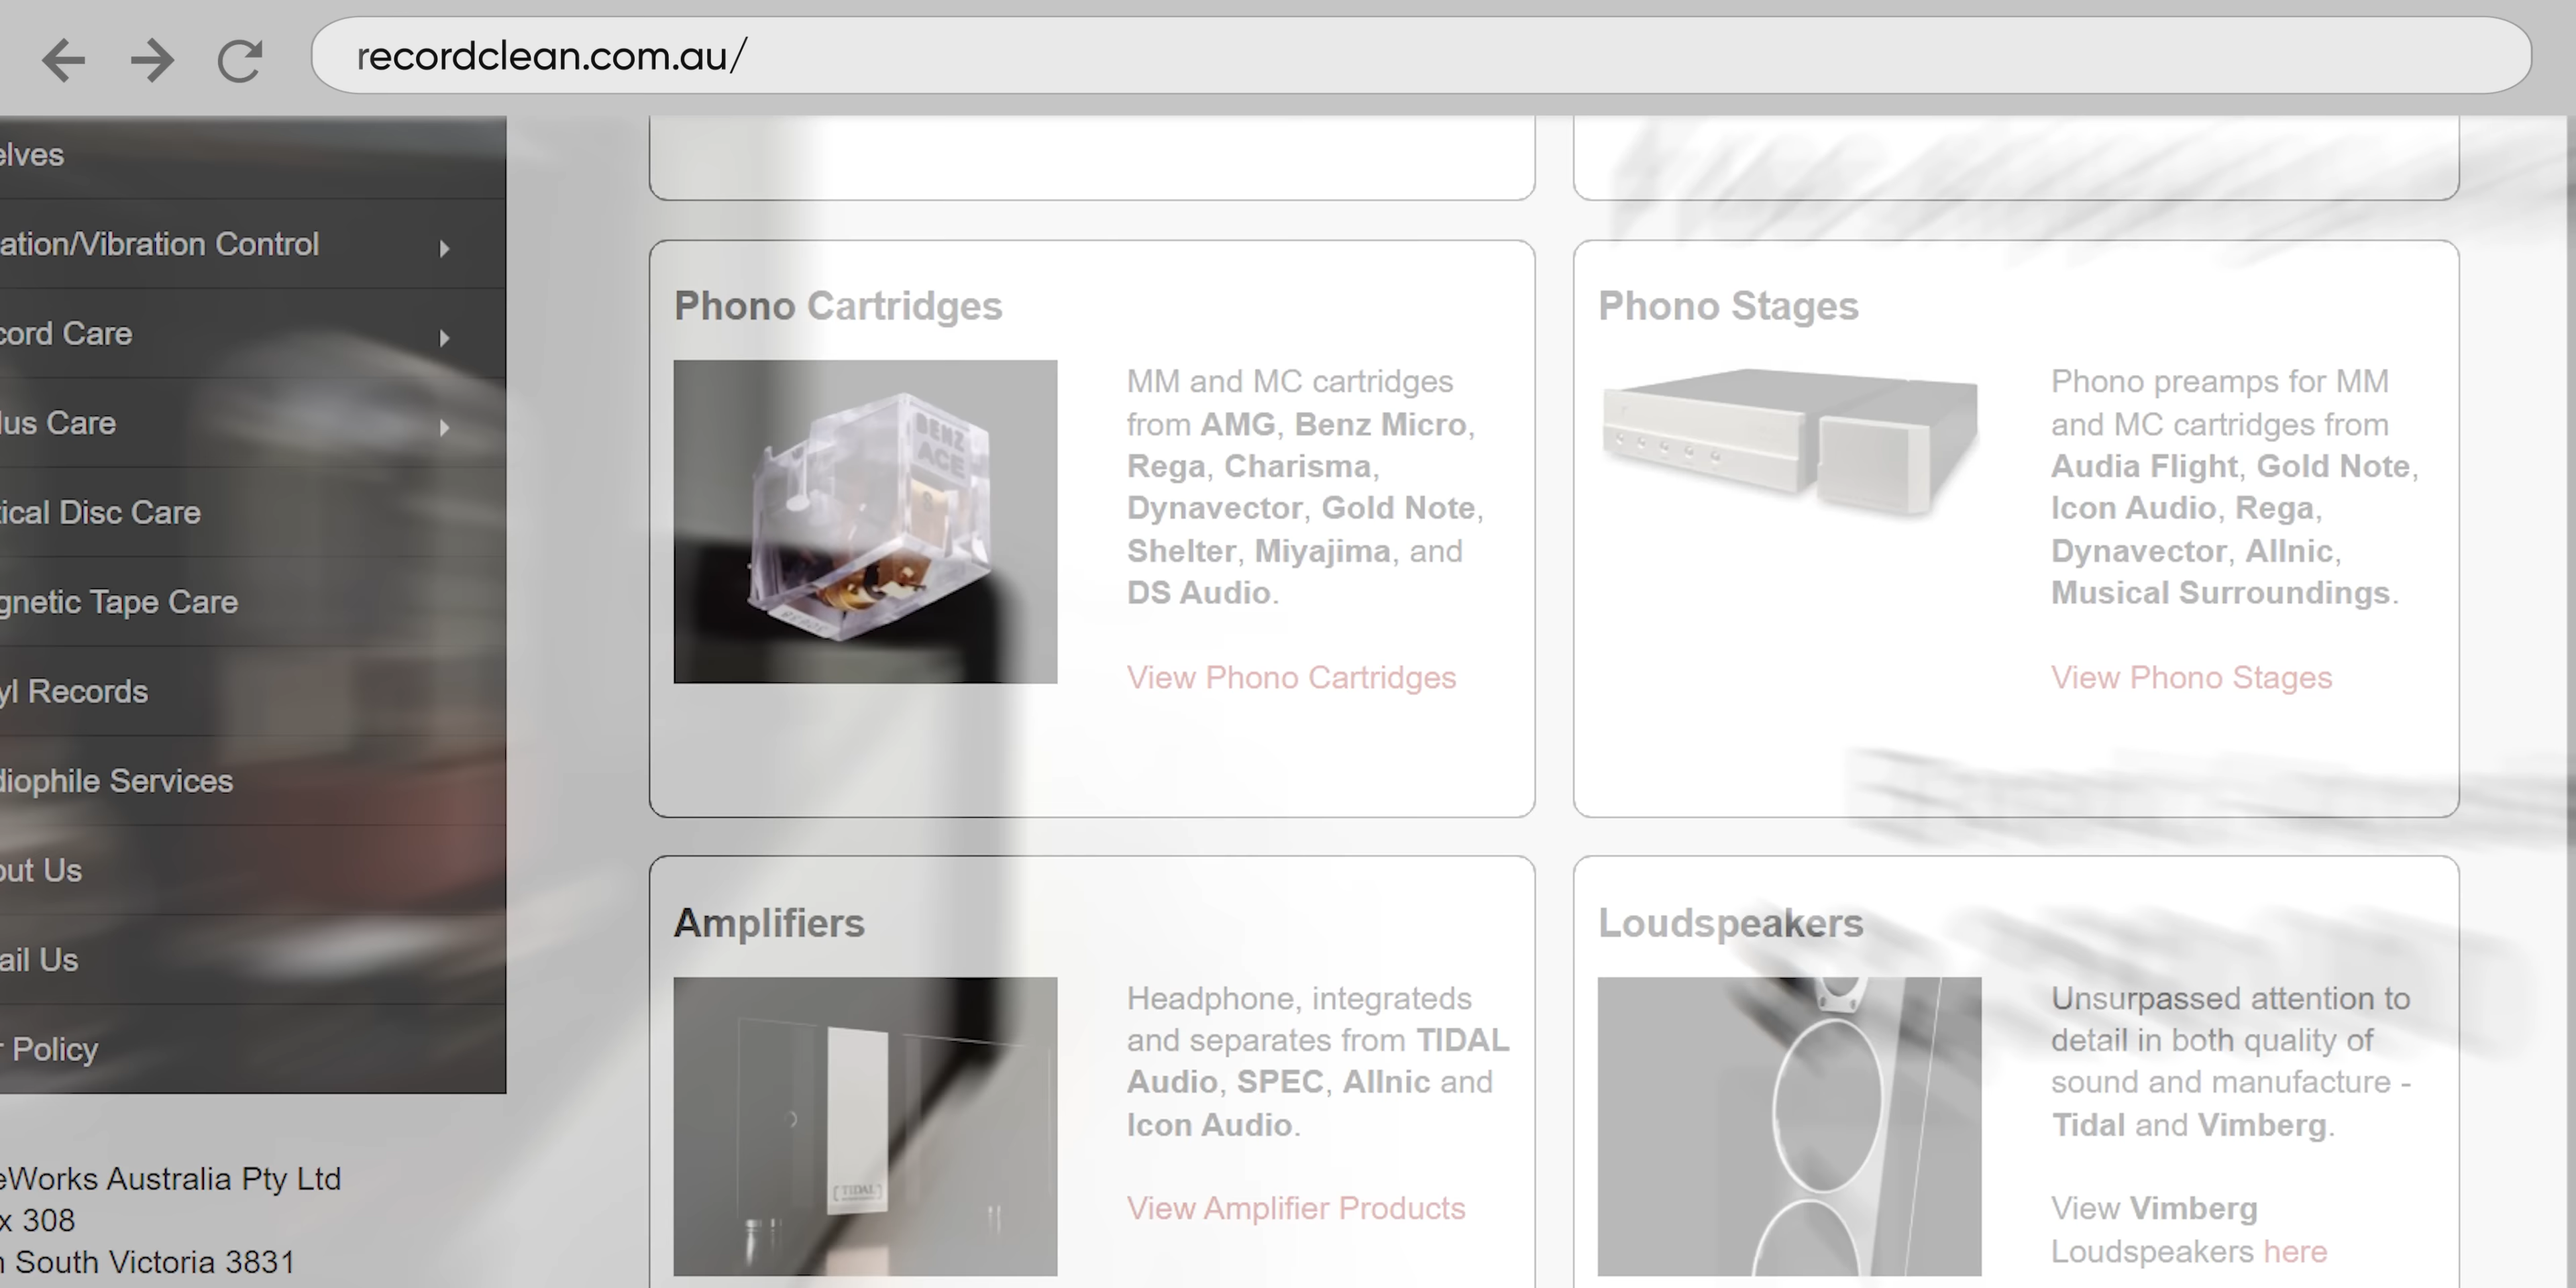 recordclean.com.au/
elves
ation/Vibration Control
cord Care
lus Care
ical Disc Care
gnetic Tape Care
yl Records
diophile Services
out Us
ail Us
r Policy
eWorks Australia Pty Ltd
x 308
n South Victoria 3831
Phono Cartridges
BENZ
ACE
MM and MC cartridges
from AMG, Benz Micro,
Rega, Charisma,
Dynavector, Gold Note,
Shelter, Miyajima, and
DS Audio.
View Phono Cartridges
Phono Stages
Phono preamps for MM
and MC cartridges from
Audia Flight, Gold Note,
Icon Audio, Rega,
Dynavector, Allnic,
Musical Surroundings.
View Phono Stages
Amplifiers
TIDAL
Headphone, integrateds
and separates from TIDAL
Audio, SPEC, Allnic and
Icon Audio.
View Amplifier Products
Loudspeakers
Unsurpassed attention to
detail in both quality of
sound and manufacture -
Tidal and Vimberg.
View Vimberg
Loudspeakers here